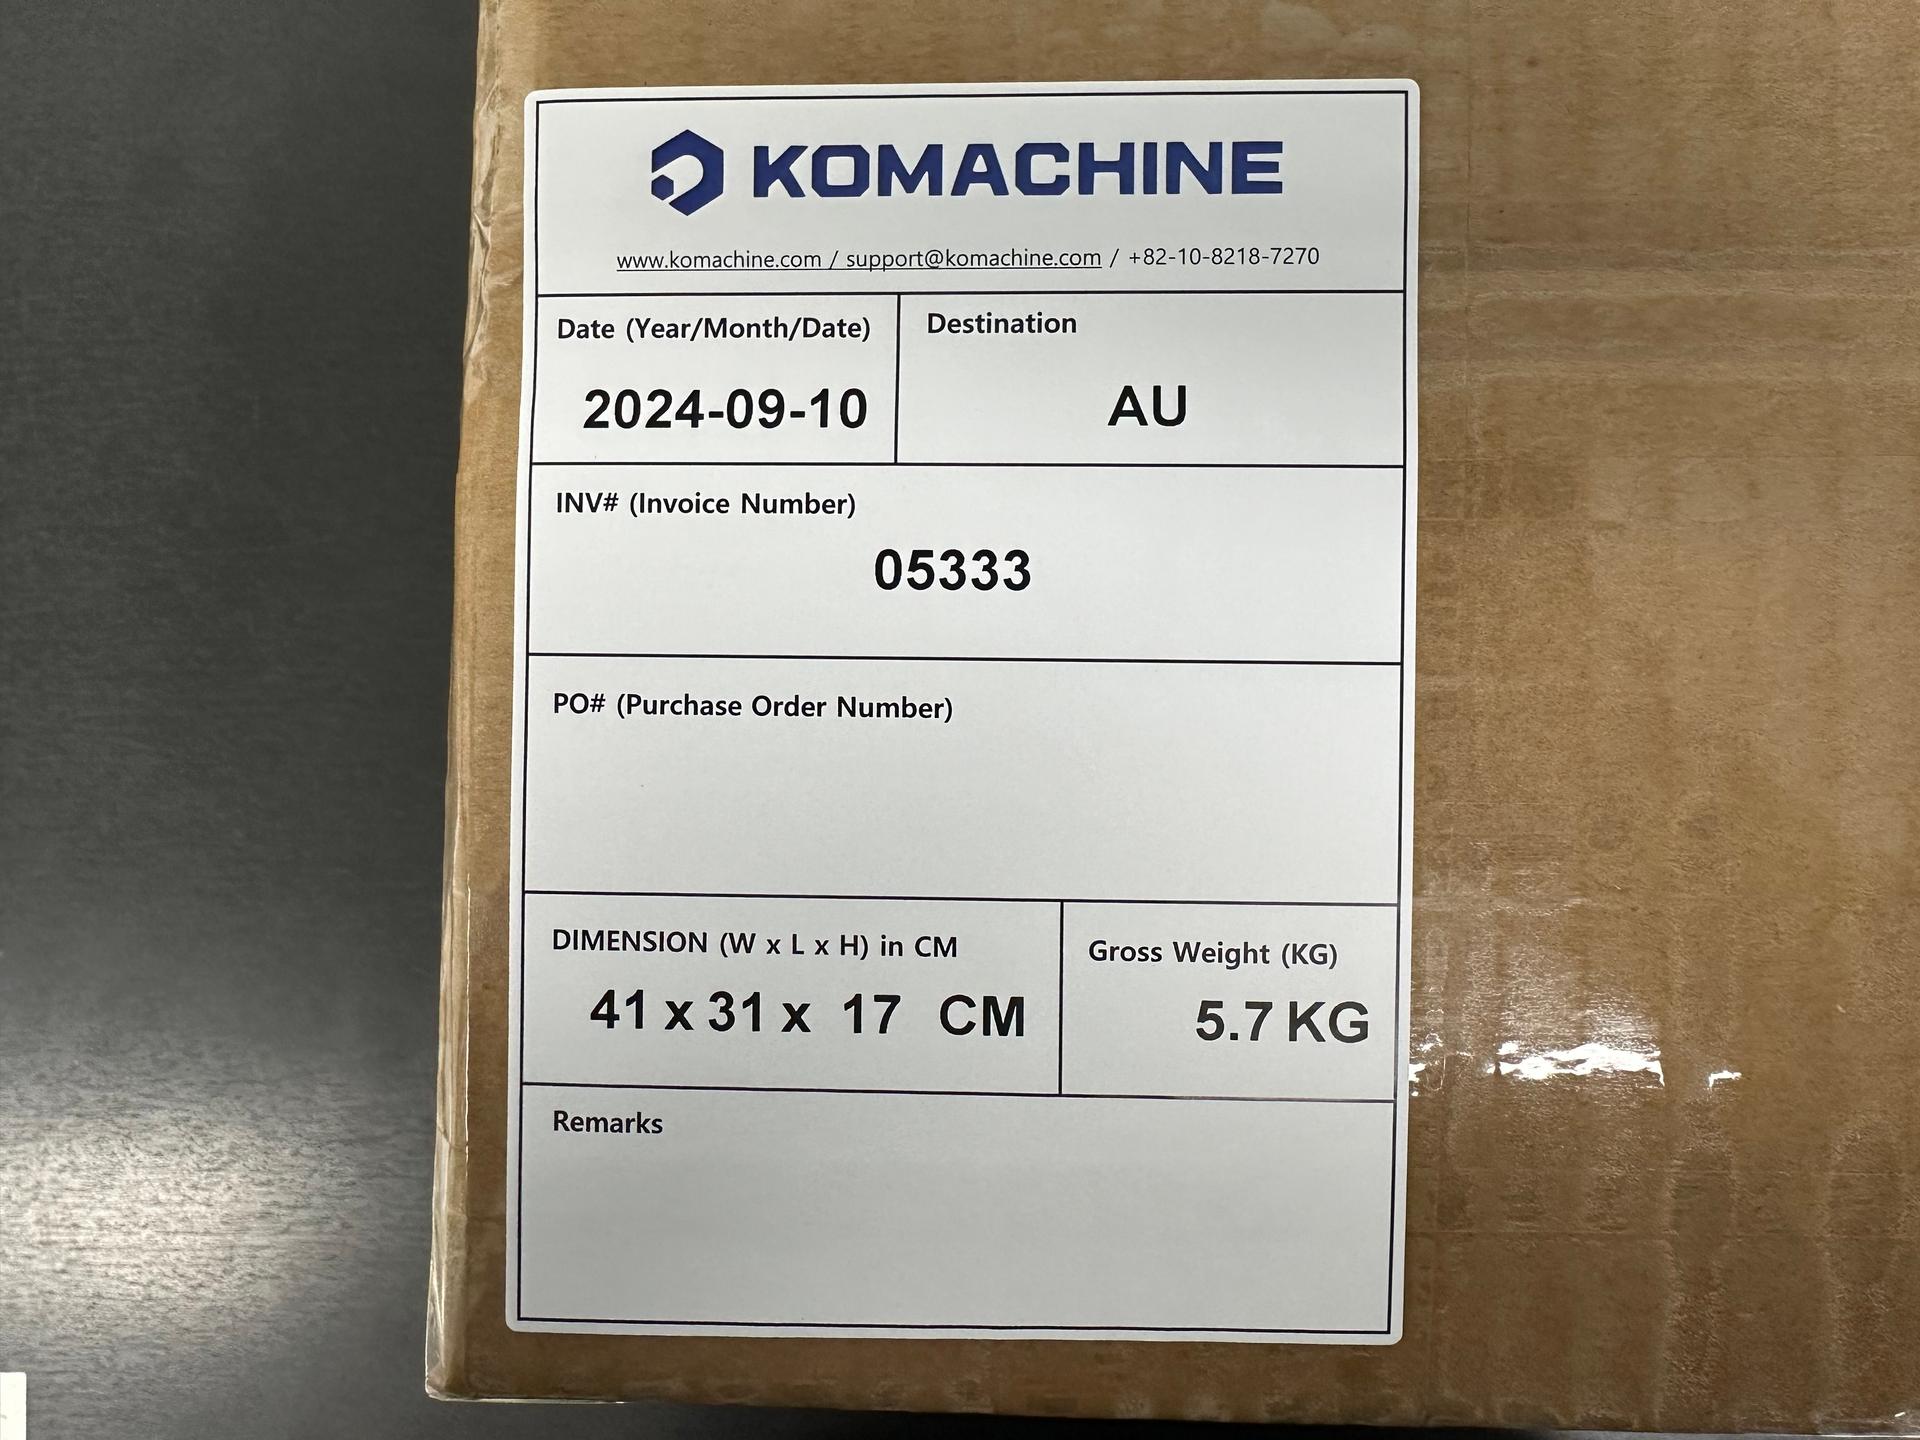 KOMACHINE
www.komachine.com / support@komachine.com / +82-10-8218-7270
Date (Year/Month/Date)
2024-09-10
Destination
AU
INV# (Invoice Number)
05333
PO# (Purchase Order Number)
DIMENSION (W x L x H) in CM
41 x 31 x 17 CM
Gross Weight (KG)
5.7 KG
Remarks